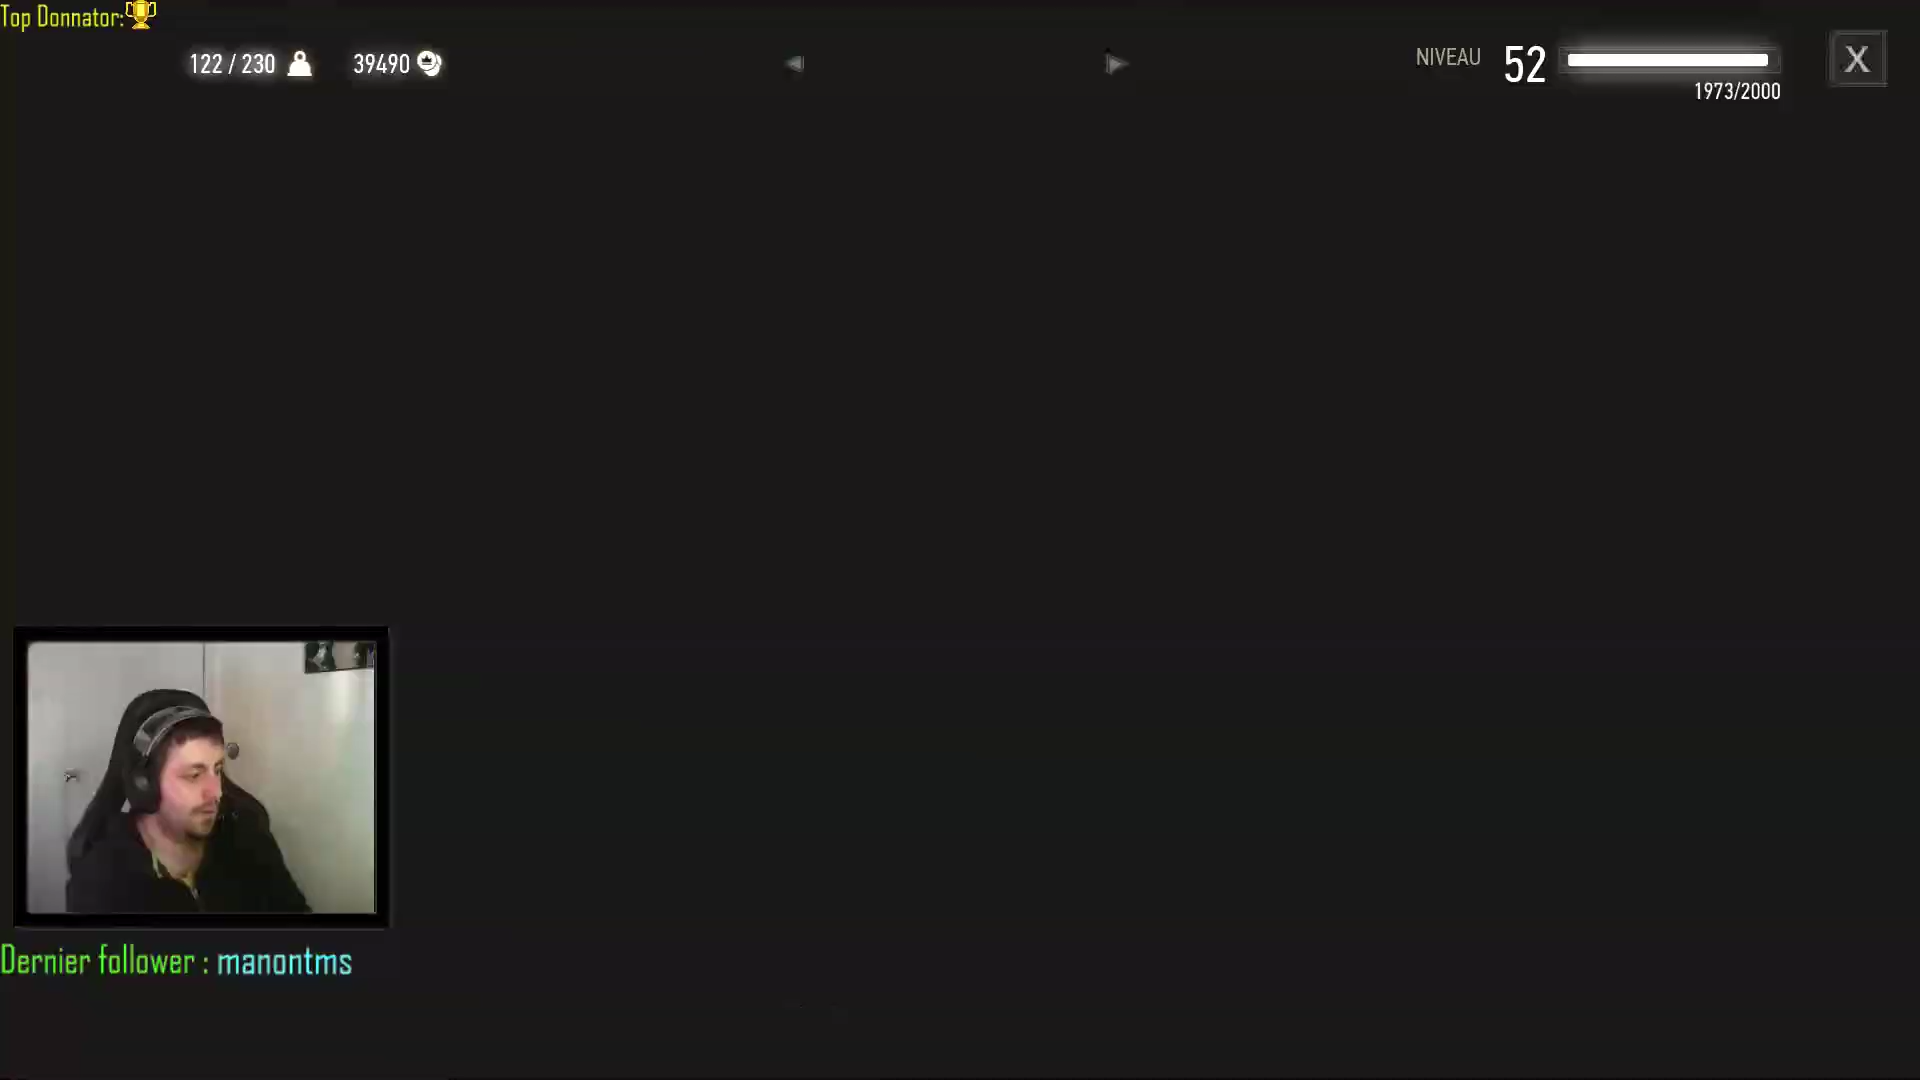 Top Donnator:
122 / 230
39490
NIVEAU 52
1973/2000
X
Dernier follower : manontms